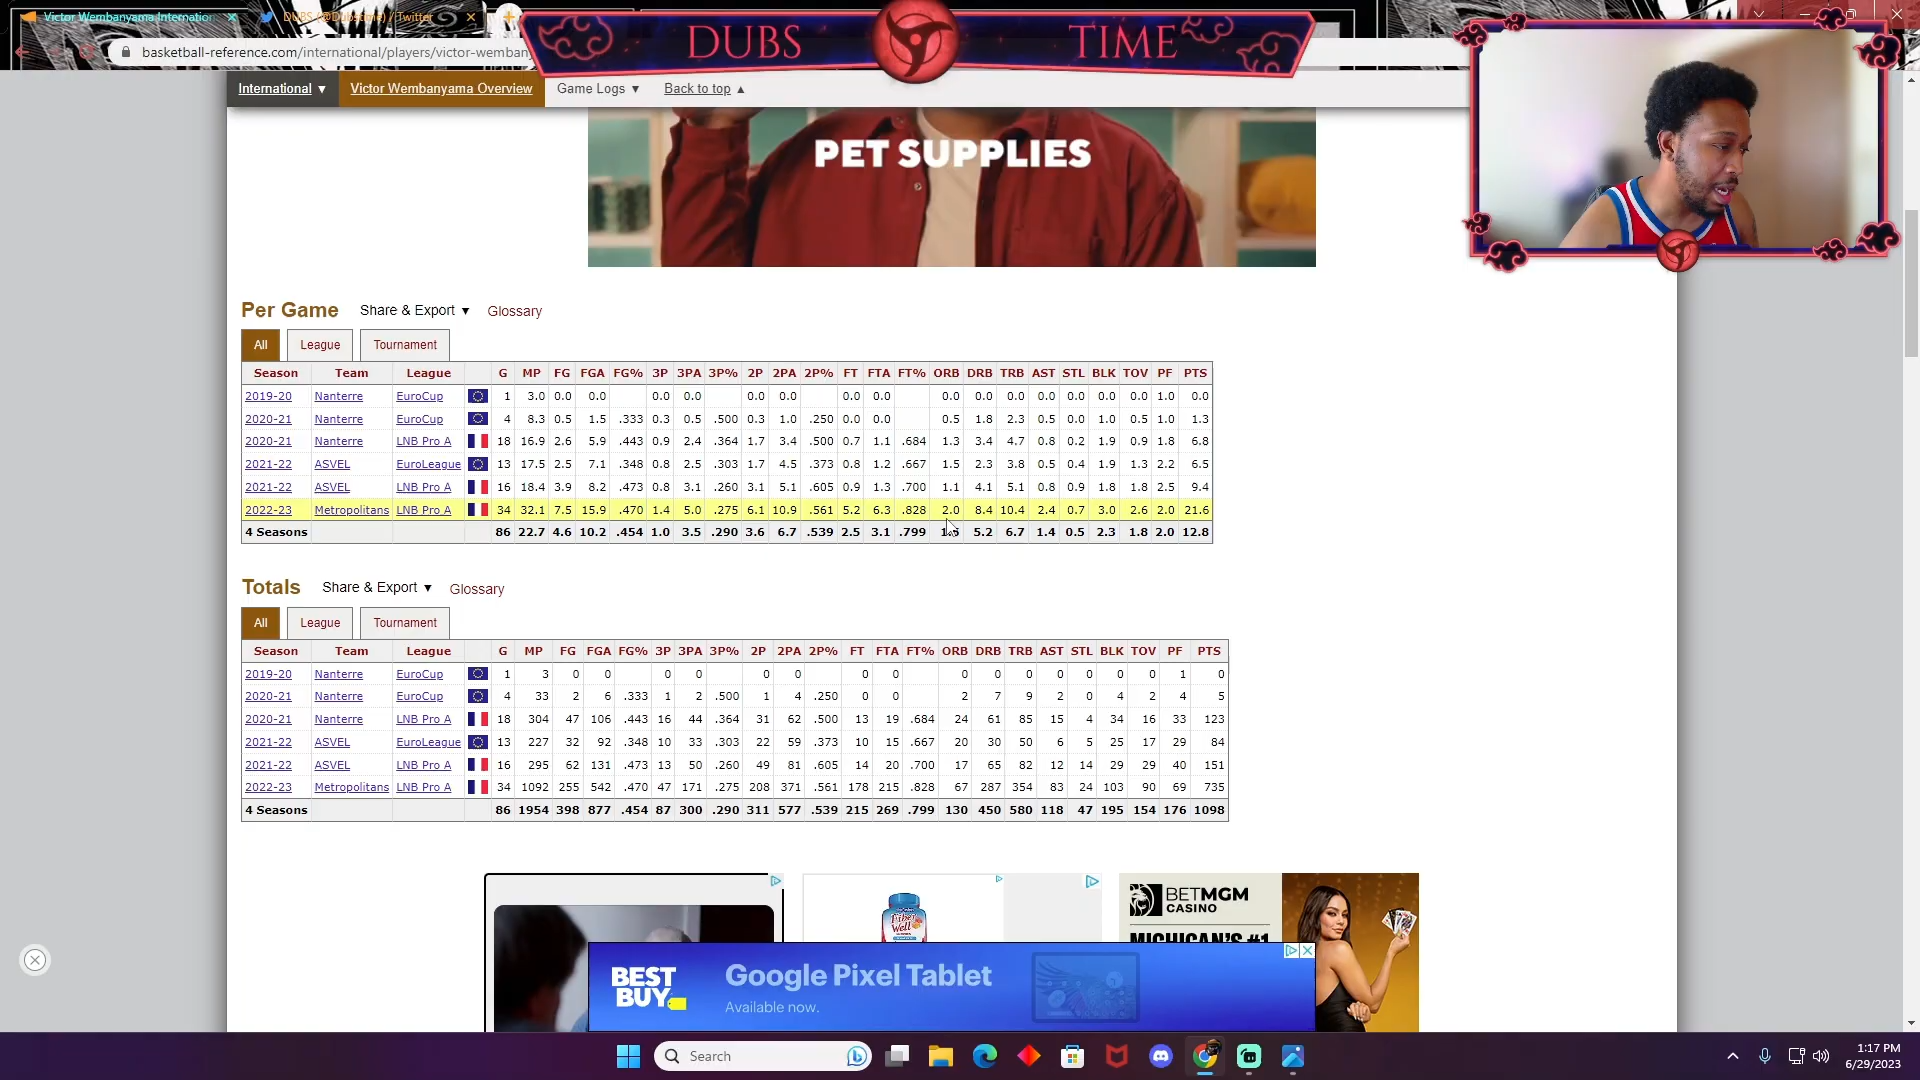 Victor Wembanyama Internation
DUBS (@Dubs
/ Twitter
DUBS TIME
basketball-reference.com/international/players/victor-wemban
International ▼ Victor Wembanyama Overview Game Logs ▼ Back to top ▲
PET SUPPLIES
Per Game Share & Export ▼ Glossary
All League Tournament
Season Team League G MP FG FGA FG% 3P 3PA 3P% 2P 2PA 2P% FT FTA FT% ORB DRB TRB AST STL BLK TOV PF PTS
2019-20 Nanterre EuroCup 1 3.0 0.0 0.0 0.0 0.0 0.0 0.0 0.0 0.0 0.0 0.0 0.0 0.0 0.0 0.0 0.0 1.0 0.0
2020-21 Nanterre EuroCup 4 8.3 0.5 1.5 .333 0.3 0.5 .500 0.3 1.0 .250 0.0 0.0 0.5 1.8 2.3 0.5 0.0 1.0 0.5 1.0 1.3
2020-21 Nanterre LNB Pro A 18 16.9 2.6 5.9 .443 0.9 2.4 .364 1.7 3.4 .500 0.7 1.1 .684 1.3 3.4 4.7 0.8 0.2 1.9 0.9 1.8 6.8
2021-22 ASVEL EuroLeague 13 17.5 2.5 7.1 .348 0.8 2.5 .303 1.7 4.5 .373 0.8 1.2 .667 1.5 2.3 3.8 0.5 0.4 1.9 1.3 2.2 6.5
2021-22 ASVEL LNB Pro A 16 18.4 3.9 8.2 .473 0.8 3.1 .260 3.1 5.1 .605 0.9 1.3 .700 1.1 4.1 5.1 0.8 0.9 1.8 1.8 2.5 9.4
2022-23 Metropolitans LNB Pro A 34 32.1 7.5 15.9 .470 1.4 5.0 .275 6.1 10.9 .561 5.2 6.3 .828 2.0 8.4 10.4 2.4 0.7 3.0 2.6 2.0 21.6
4 Seasons 86 22.7 4.6 10.2 .454 1.0 3.5 .290 3.6 6.7 .539 2.5 3.1 .799 5.2 6.7 1.4 0.5 2.3 1.8 2.0 12.8
Totals Share & Export ▼ Glossary
All League Tournament
Season Team League G MP FG FGA FG% 3P 3PA 3P% 2P 2PA 2P% FT FTA FT% ORB DRB TRB AST STL BLK TOV PF PTS
2019-20 Nanterre EuroCup 1 3 0 0 0 0 0 0 0 0 0 0 0 0 0 0 0 1 0
2020-21 Nanterre EuroCup 4 33 2 6 .333 1 2 .500 1 4 .250 0 0 2 7 9 2 0 4 2 4 5
2020-21 Nanterre LNB Pro A 18 304 47 106 .443 16 44 .364 31 62 .500 13 19 .684 24 61 85 15 4 34 16 33 123
2021-22 ASVEL EuroLeague 13 227 32 92 .348 10 33 .303 22 59 .373 10 15 .667 20 30 50 6 5 25 17 29 84
2021-22 ASVEL LNB Pro A 16 295 62 131 .473 13 50 .260 49 81 .605 14 20 .700 17 65 82 12 14 29 29 40 151
2022-23 Metropolitans LNB Pro A 34 1092 255 542 .470 47 171 .275 208 371 .561 178 215 .828 67 287 354 83 24 103 90 69 735
4 Seasons 86 1954 398 877 .454 87 300 .290 311 577 .539 215 269 .799 130 450 580 118 47 195 154 176 1098
Fiber Well
BETMGM
CASINO
MICHIGAN'S #1
BEST BUY
Google Pixel Tablet
Available now.
Search
1:17 PM
6/29/2023